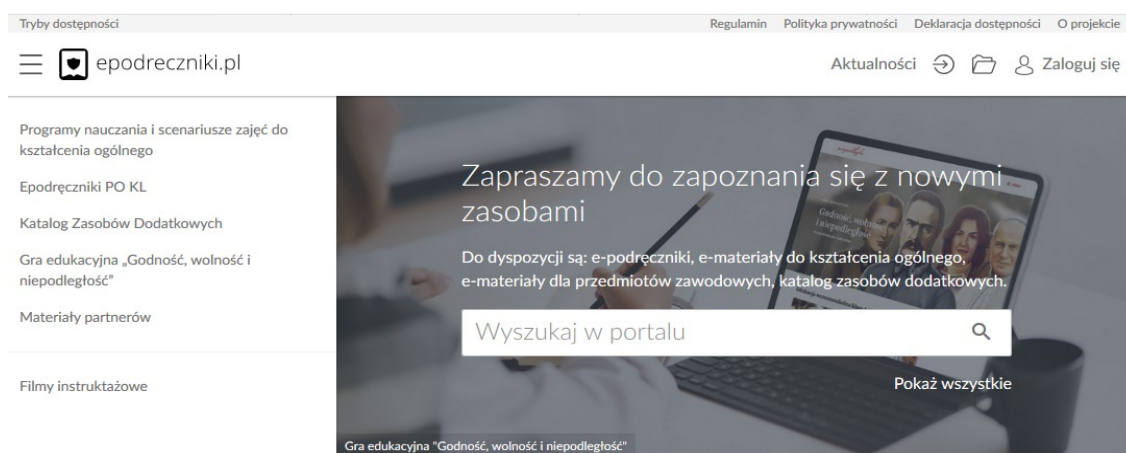 Tryby dostępności
Regulamin Polityka prywatności Deklaracja dostępności O projekcie
epodreczniki.pl
Aktualności Zaloguj się
Programy nauczania i scenariusze zajęć do
kształcenia ogólnego
Epodręczniki PO KL
Katalog Zasobów Dodatkowych
Gra edukacyjna „Godność, wolność i
niepodległość”
Materiały partnerów
Filmy instruktażowe
Zapraszamy do zapoznania się z nowymi
zasobami
Do dyspozycji są: e-podręczniki, e-materiały do kształcenia ogólnego,
e-materiały dla przedmiotów zawodowych, katalog zasobów dodatkowych.
Wyszukaj w portalu
Pokaż wszystkie
Godność, wolność
i niepodległość
Gra edukacyjna "Godność, wolność i niepodległość"